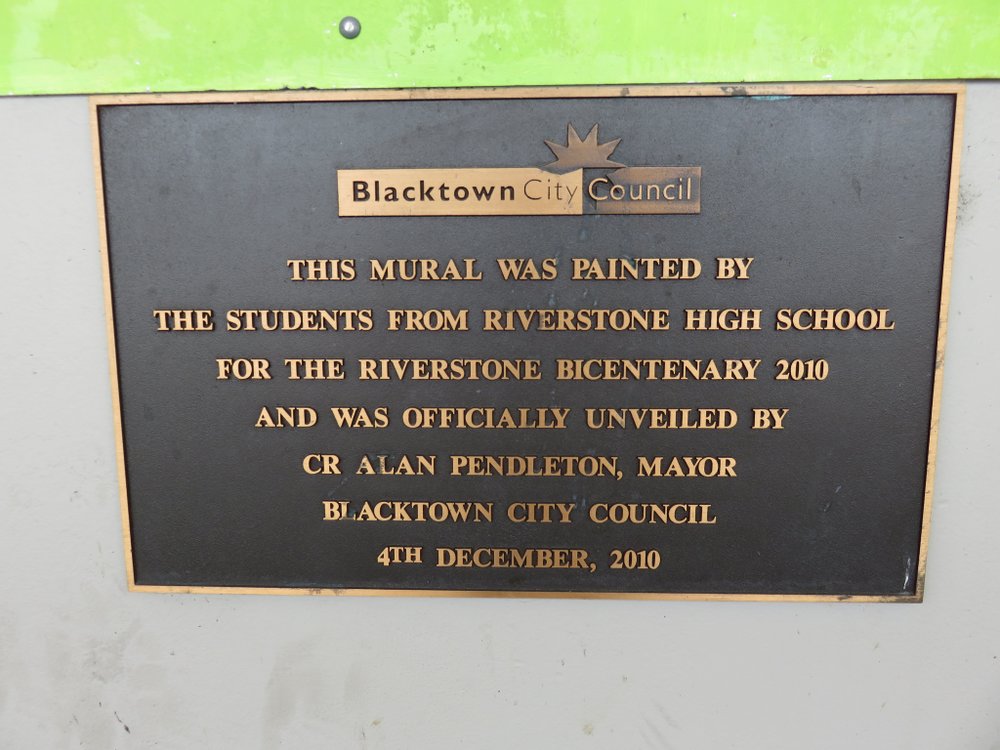 Blacktown City Council
THIS MURAL WAS PAINTED BY
THE STUDENTS FROM RIVERSTONE HIGH SCHOOL
FOR THE RIVERSTONE BICENTENARY 2010
AND WAS OFFICIALLY UNVEILED BY
CR ALAN PENDLETON, MAYOR
BLACKTOWN CITY COUNCIL
4TH DECEMBER, 2010